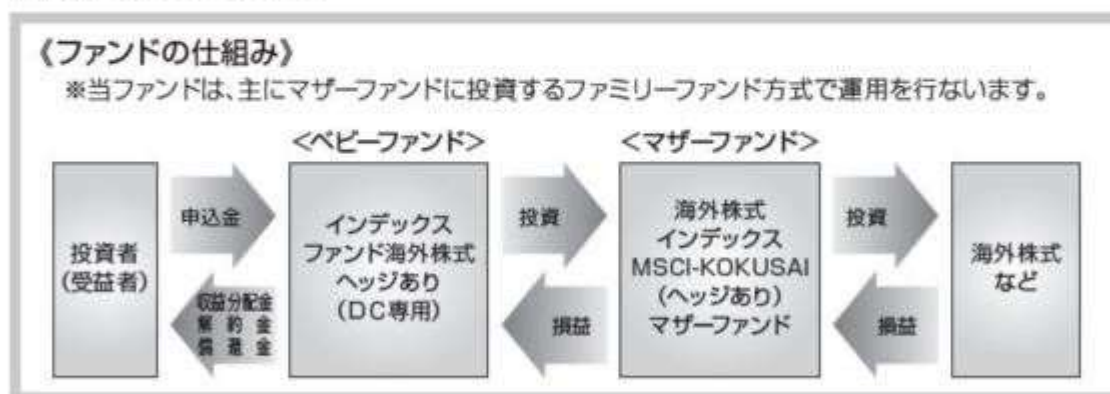 《ファンドの仕組み》
※当ファンドは、主にマザーファンドに投資するファミリーファンド方式で運用を行ないます。
<ベビーファンド>
<マザーファンド>
投資者
(受益者)
申込金
収益分配金
解約金
償還金
インデックス
ファンド海外株式
ヘッジあり
(DC専用)
投資
損益
海外株式
インデックス
MSCI-KOKUSAI
(ヘッジあり)
マザーファンド
投資
損益
海外株式
など